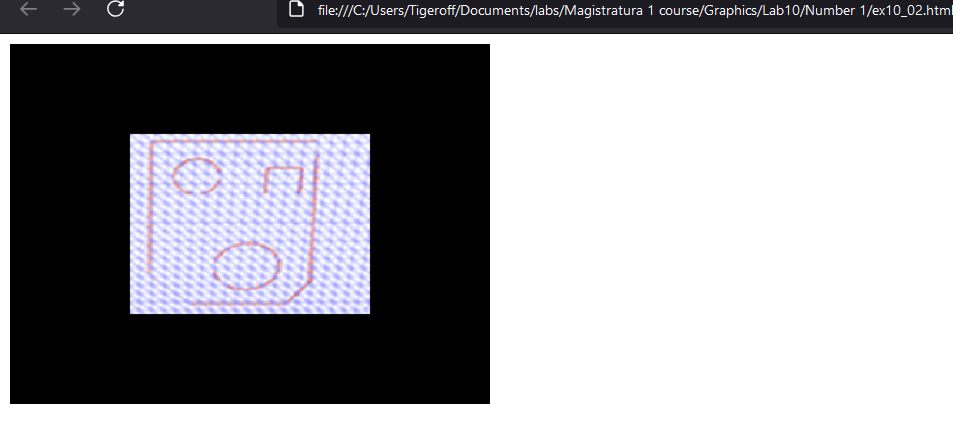 file:///C:/Users/Tigeroff/Documents/labs/Magistratura 1 course/Graphics/Lab10/Number 1/ex10_02.html